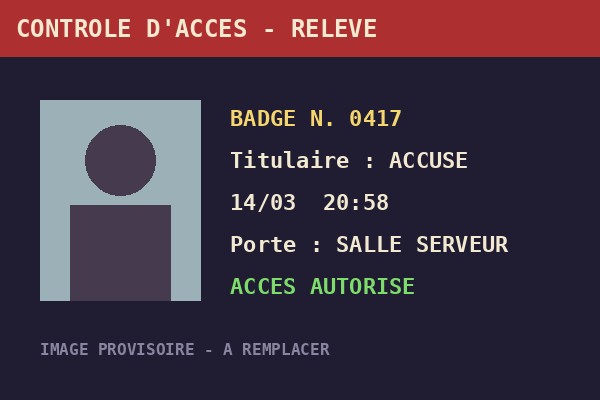 CONTROLE D'ACCES - RELEVE
BADGE N. 0417
Titulaire : ACCUSE
14/03  20:58
Porte : SALLE SERVEUR
ACCES AUTORISE
IMAGE PROVISOIRE - A REMPLACER